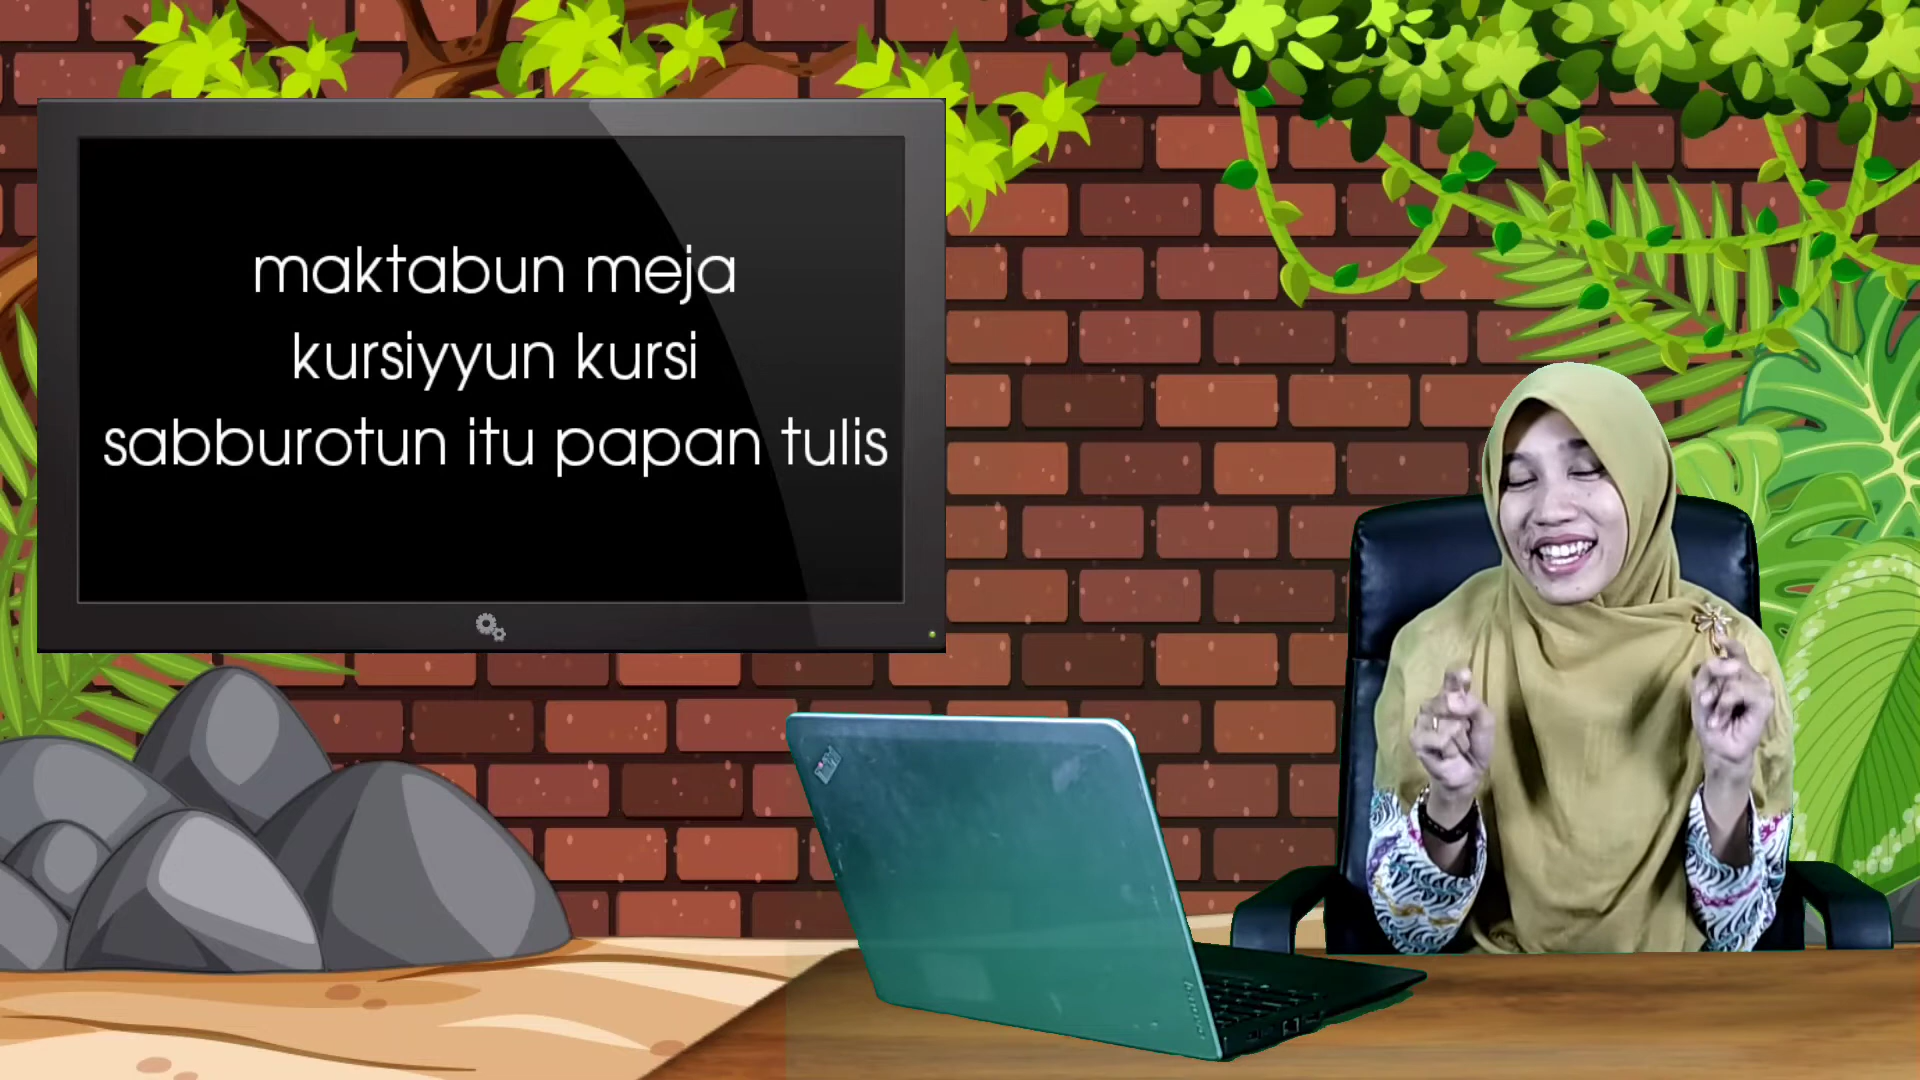 maktabun meja
kursiyyun kursi
sabburotun itu papan tulis